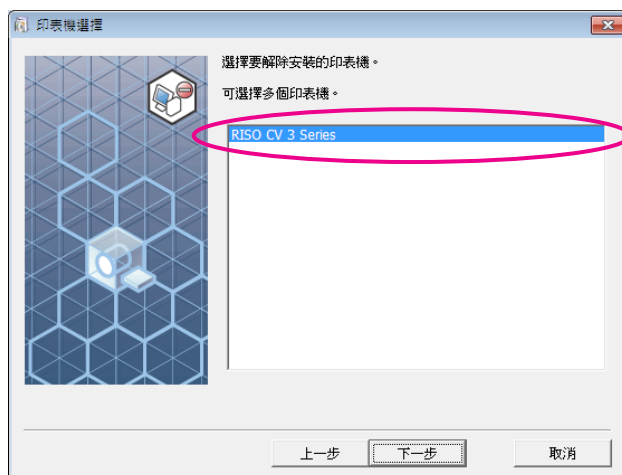 印表機選擇
選擇要解除安裝的印表機。
可選擇多個印表機。
RISO CV 3 Series
上一步
下一步
取消